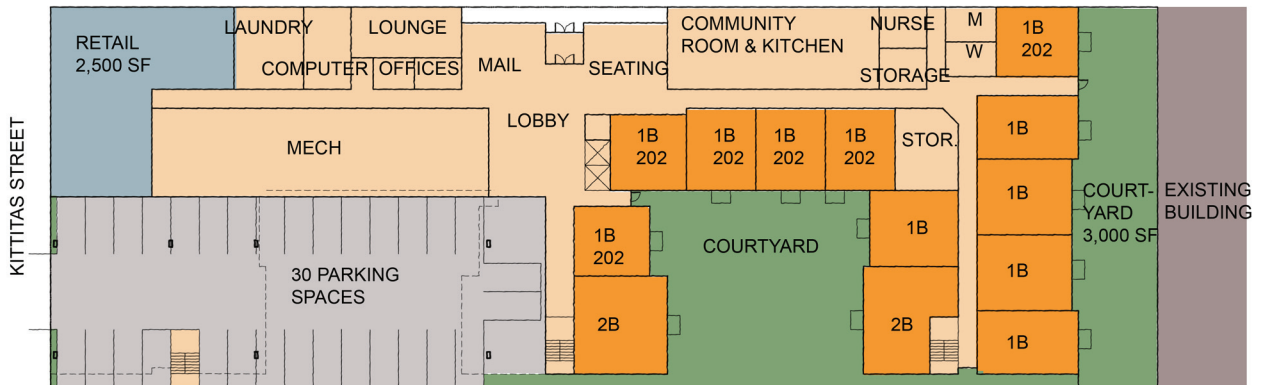 LAUNDRY
LOUNGE
COMMUNITY
ROOM & KITCHEN
NURSE
M
W
1B
202
RETAIL
2,500 SF
COMPUTER
OFFICES
MAIL
SEATING
STORAGE
LOBBY
MECH
1B
202
1B
202
1B
202
1B
202
STOR.
1B
KITTITAS STREET
1B
COURT-
YARD
3,000 SF
EXISTING
BUILDING
1B
202
COURTYARD
1B
1B
30 PARKING
SPACES
2B
2B
1B